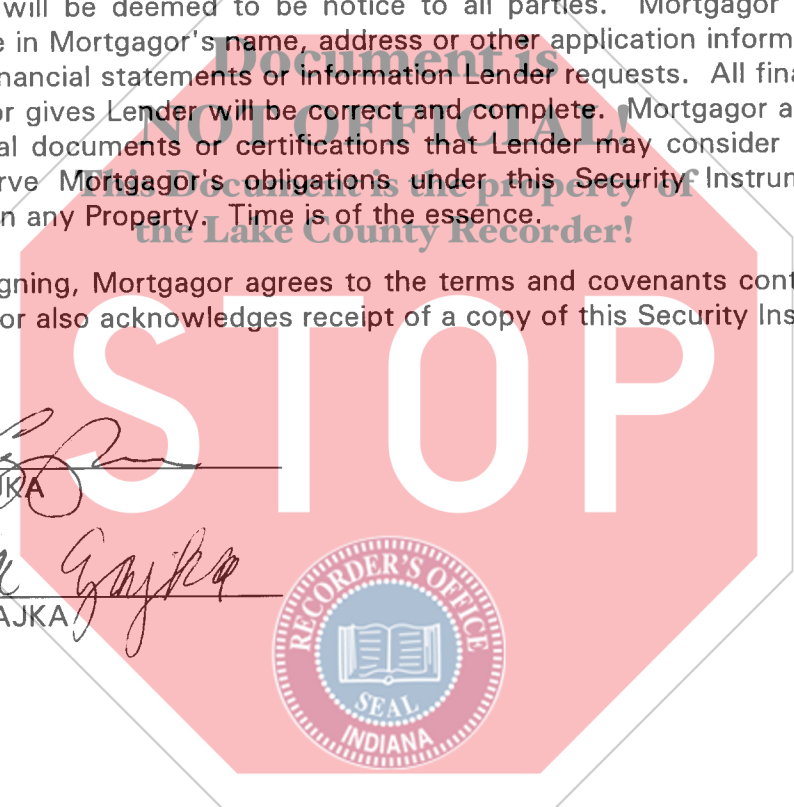 will be deemed to be notice to all parties. Mortgagor
e in Mortgagor's name, address or other application inform
Document is
nancial statements or information Lender requests. All fina
or gives Lender will be correct and complete. Mortgagor a
NOT OFFICIAL!
al documents or certifications that Lender may consider
rve Mortgagor's obligations under this Security Instrum
This Document is the property of
n any Property. Time is of the essence.
the Lake County Recorder!
gning, Mortgagor agrees to the terms and covenants cont
or also acknowledges receipt of a copy of this Security Ins
STOP
JKA
Gajka
AJKA
RECORDER'S OFFICE
SEAL
INDIANA